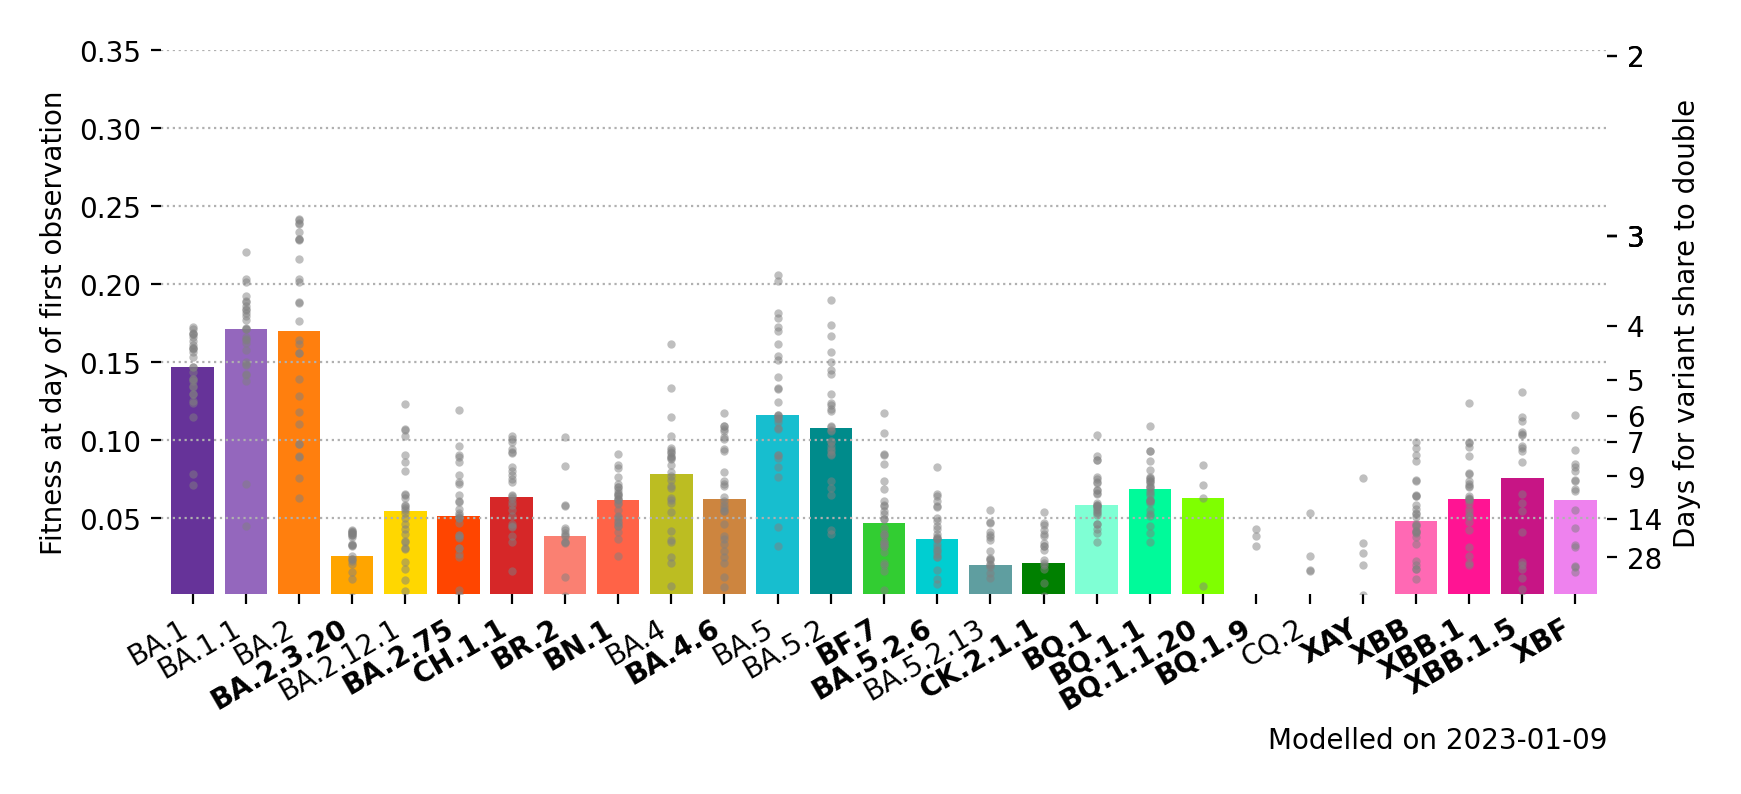 Fitness at day of first observation
0.35
0.30
0.25
0.20
0.15
0.10
0.05
2
3
4
5
6
7
9
14
28
Days for variant share to double
BA.1
BA.1.1
BA.2
BA.2.3.20
BA.2.12.1
BA.2.75
CH.1.1
BR.2
BN.1
BA.4
BA.4.6
BA.5
BA.5.2
BF.7
BA.5.2.6
BA.5.2.13
CK.2.1.1
BQ.1
BQ.1.1
BQ.1.1.20
BQ.1.9
CQ.2
XAY
XBB
XBB.1
XBB.1.5
XBF
Modelled on 2023-01-09